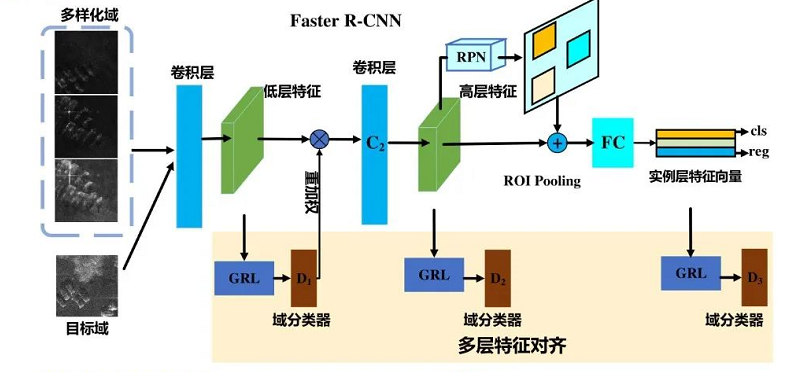 多样化域
Faster R-CNN
卷积层
低层特征
卷积层
RPN
高层特征
重加权
C₂
FC
cls
reg
ROI Pooling
实例层特征向量
目标域
GRL
D₁
域分类器
GRL
D₂
域分类器
GRL
D₃
域分类器
多层特征对齐